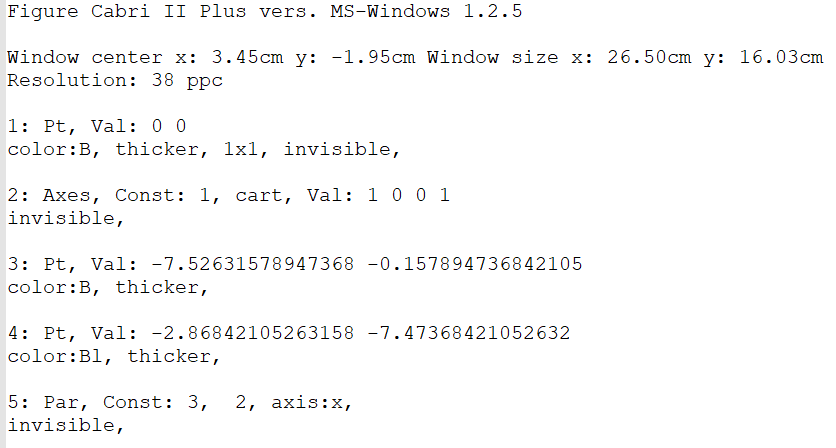 Figure Cabri II Plus vers. MS-Windows 1.2.5
Window center x: 3.45cm y: -1.95cm Window size x: 26.50cm y: 16.03cm
Resolution: 38 ppc
1: Pt, Val: 0 0
color:B, thicker, 1x1, invisible,
2: Axes, Const: 1, cart, Val: 1 0 0 1
invisible,
3: Pt, Val: -7.52631578947368 -0.157894736842105
color:B, thicker,
4: Pt, Val: -2.86842105263158 -7.47368421052632
color:Bl, thicker,
5: Par, Const: 3,  2, axis:x,
invisible,